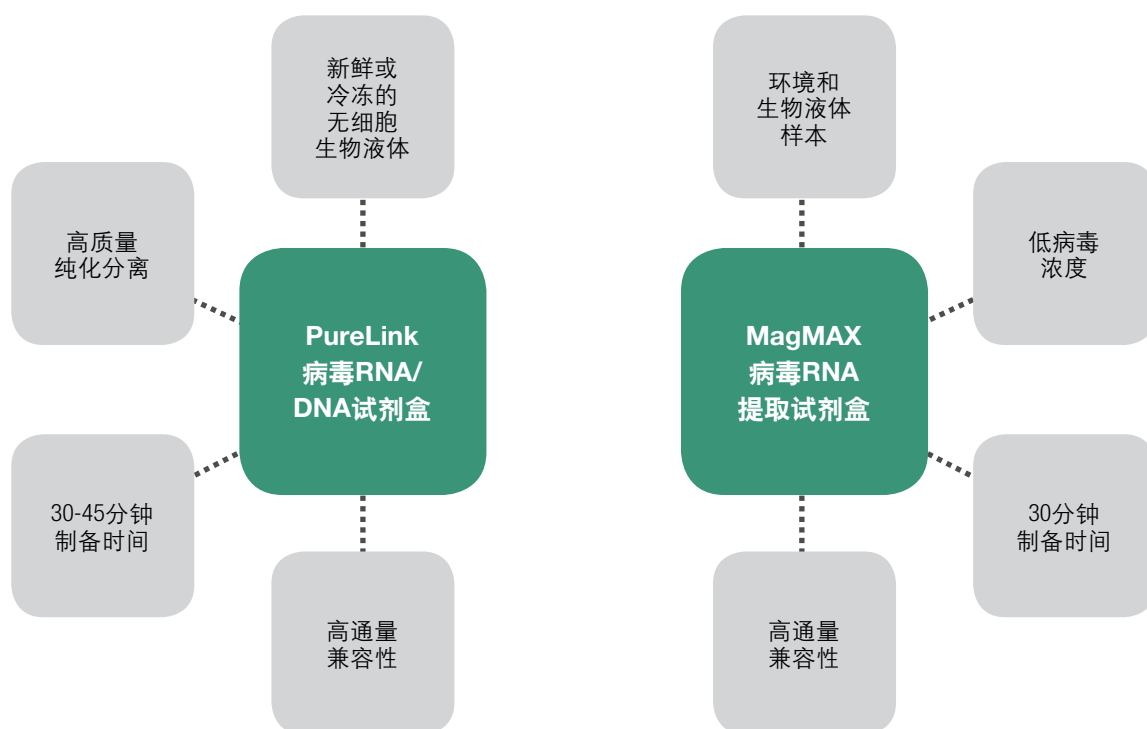 新鲜或
冷冻的
无细胞
生物液体
高质量
纯化分离
PureLink
病毒RNA/
DNA试剂盒
30-45分钟
制备时间
高通量
兼容性
环境和
生物液体
样本
低病毒
浓度
MagMAX
病毒RNA
提取试剂盒
30分钟
制备时间
高通量
兼容性